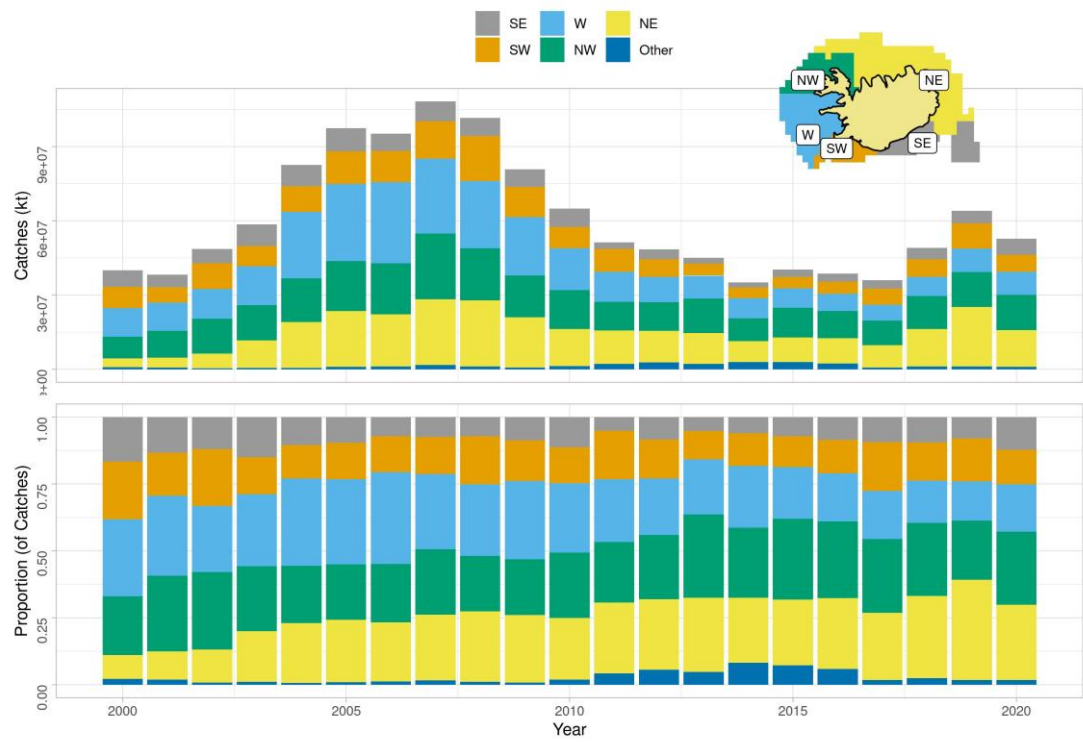 SE W NE
SW NW Other
NW NE
W SW SE
Catches (kt)
9e+07
6e+07
3e+07
e+00
Proportion (of Catches)
1.00
0.75
0.50
0.25
0.00
2000 2005 2010 2015 2020
Year